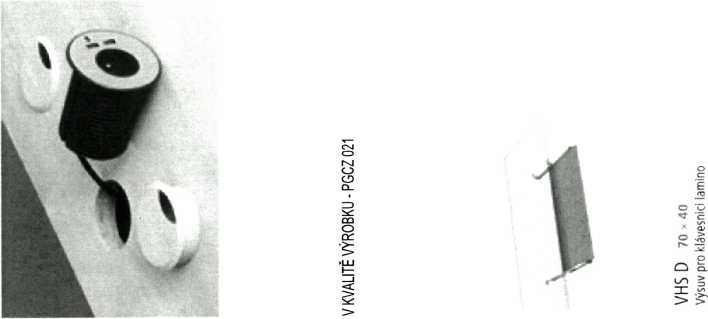 V KVALITĚ VÝROBKU - PGCZ 021
VHS D 70 × 40
Výsuv pro klávesnici lamino